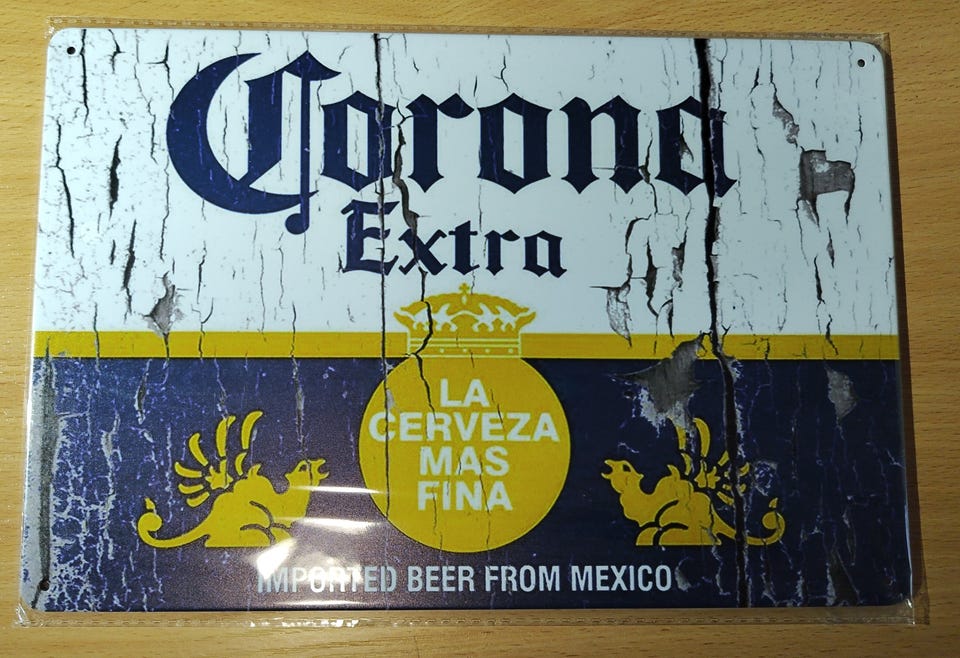 Corona
Extra
LA
CERVEZA
MAS
FINA
IMPORTED BEER FROM MEXICO